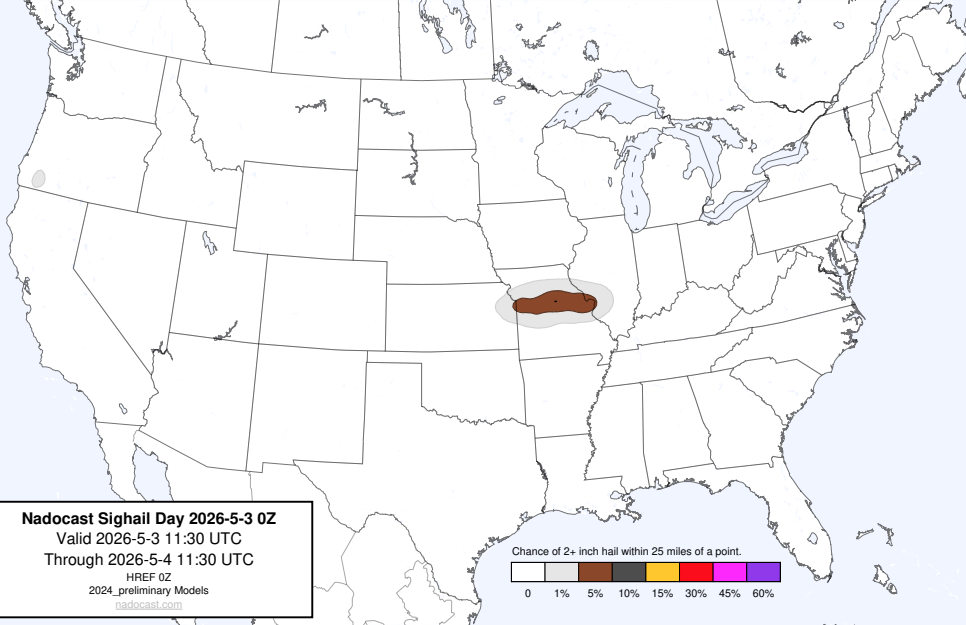 Nadocast Sighail Day 2026-5-3 0Z
Valid 2026-5-3 11:30 UTC
Through 2026-5-4 11:30 UTC
HREF 0Z
2024_preliminary Models
nadocast.com
Chance of 2+ inch hail within 25 miles of a point.
0 1% 5% 10% 15% 30% 45% 60%